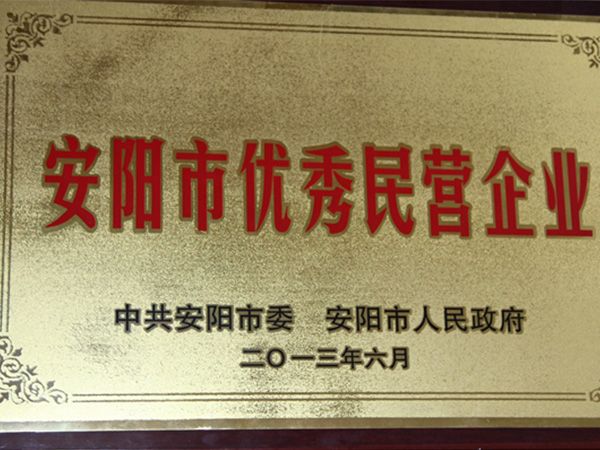 安阳市优秀民营企业
中共安阳市委 安阳市人民政府
二〇一三年六月